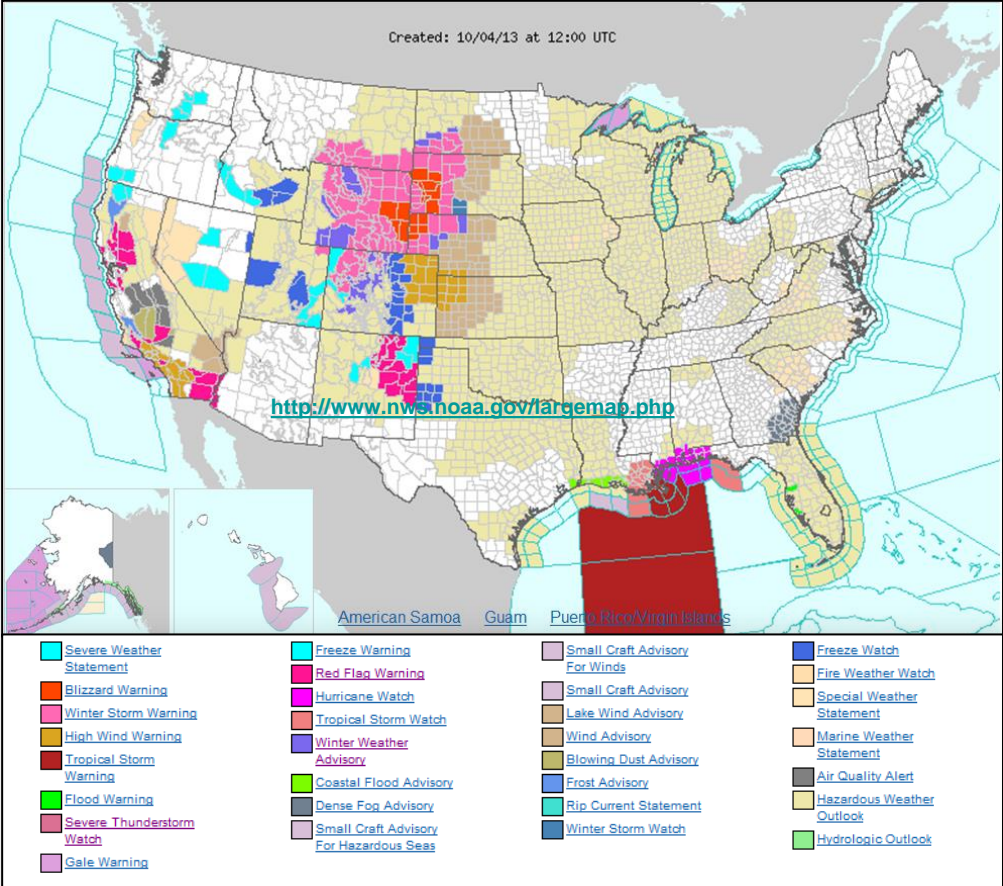 Created: 10/04/13 at 12:00 UTC
http://www.nws.noaa.gov/largemap.php
American Samoa Guam Puerto Rico/Virgin Islands
Severe Weather
Statement
Blizzard Warning
Winter Storm Warning
High Wind Warning
Tropical Storm
Warning
Flood Warning
Severe Thunderstorm
Watch
Gale Warning
Freeze Warning
Red Flag Warning
Hurricane Watch
Tropical Storm Watch
Winter Weather
Advisory
Coastal Flood Advisory
Dense Fog Advisory
Small Craft Advisory
For Hazardous Seas
Small Craft Advisory
For Winds
Small Craft Advisory
Lake Wind Advisory
Wind Advisory
Blowing Dust Advisory
Frost Advisory
Rip Current Statement
Winter Storm Watch
Freeze Watch
Fire Weather Watch
Special Weather
Statement
Marine Weather
Statement
Air Quality Alert
Hazardous Weather
Outlook
Hydrologic Outlook